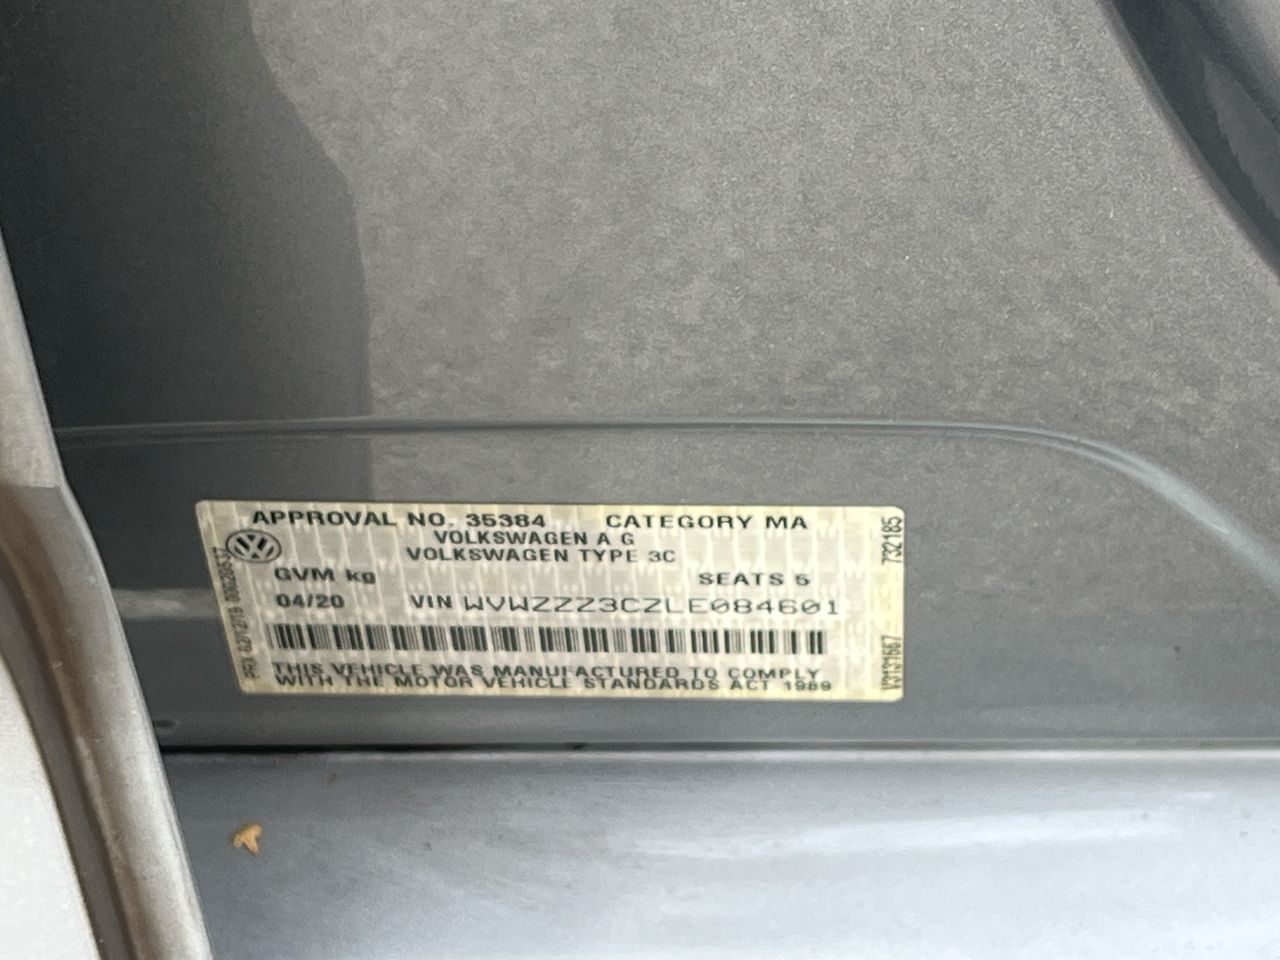 APPROVAL NO. 35384 CATEGORY MA
VOLKSWAGEN A G
VOLKSWAGEN TYPE 3C
GVM kg SEATS 5
04/20 VIN WVWZZZ3CZLE084601
THIS VEHICLE WAS MANUFACTURED TO COMPLY
WITH THE MOTOR VEHICLE STANDARDS ACT 1989
732185
V3131667